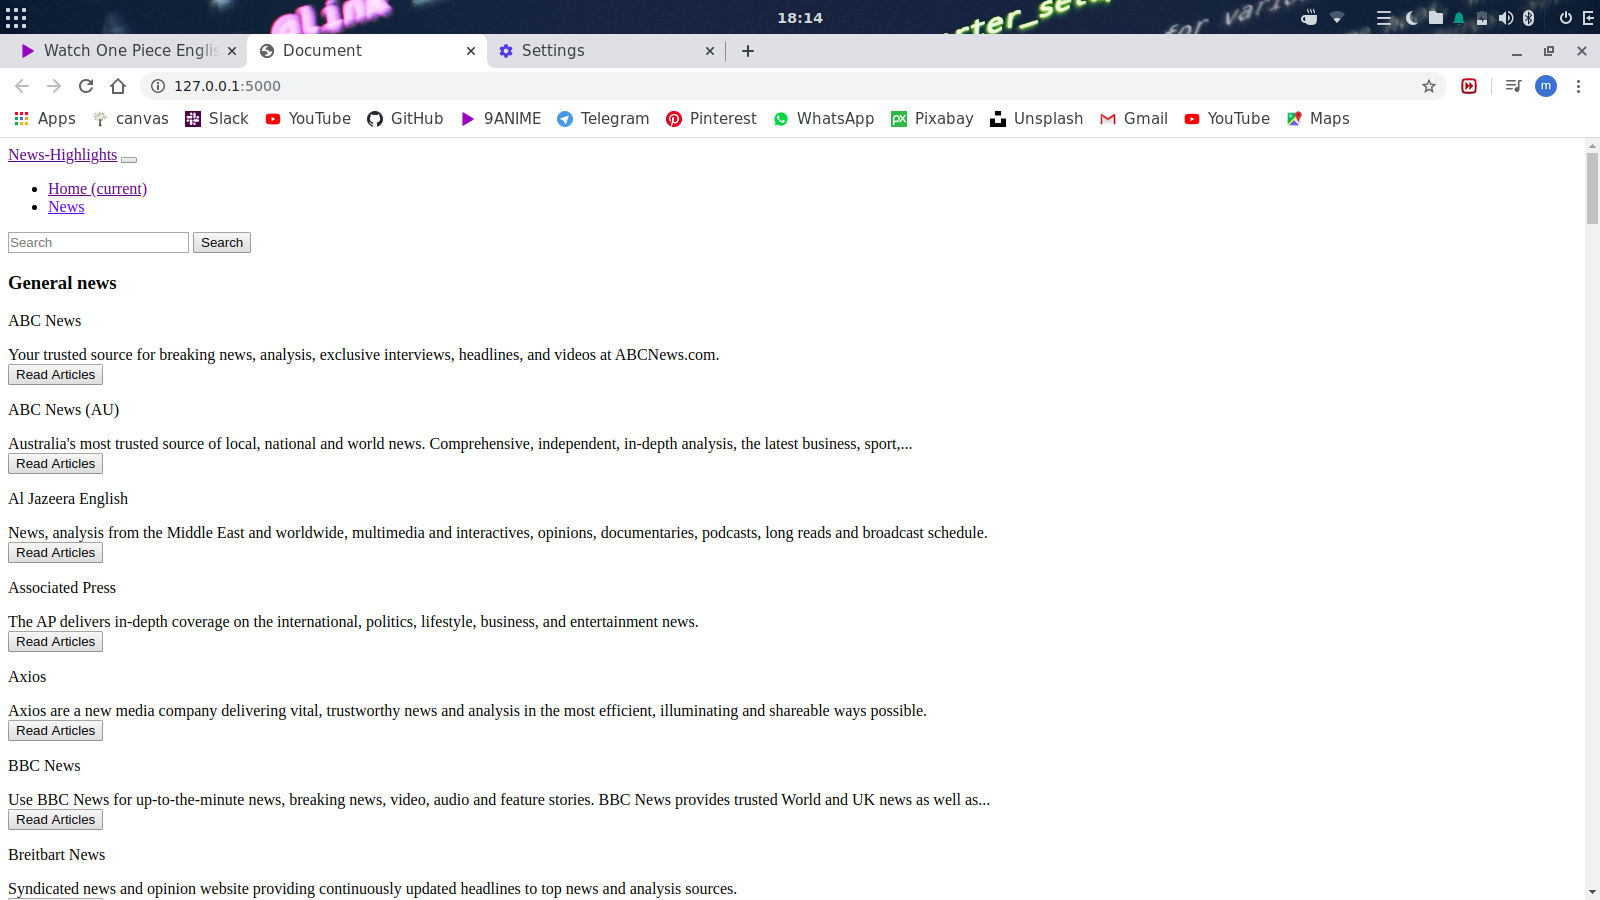 alink
18:14
rter_setu
for varia
Watch One Piece Englis
Document
Settings
127.0.0.1:5000
m
Apps
canvas
Slack
YouTube
GitHub
9ANIME
Telegram
Pinterest
WhatsApp
Pixabay
Unsplash
Gmail
YouTube
Maps
News-Highlights
Home (current)
News
Search Search
General news
ABC News
Your trusted source for breaking news, analysis, exclusive interviews, headlines, and videos at ABCNews.com.
Read Articles
ABC News (AU)
Australia's most trusted source of local, national and world news. Comprehensive, independent, in-depth analysis, the latest business, sport,...
Read Articles
Al Jazeera English
News, analysis from the Middle East and worldwide, multimedia and interactives, opinions, documentaries, podcasts, long reads and broadcast schedule.
Read Articles
Associated Press
The AP delivers in-depth coverage on the international, politics, lifestyle, business, and entertainment news.
Read Articles
Axios
Axios are a new media company delivering vital, trustworthy news and analysis in the most efficient, illuminating and shareable ways possible.
Read Articles
BBC News
Use BBC News for up-to-the-minute news, breaking news, video, audio and feature stories. BBC News provides trusted World and UK news as well as...
Read Articles
Breitbart News
Syndicated news and opinion website providing continuously updated headlines to top news and analysis sources.